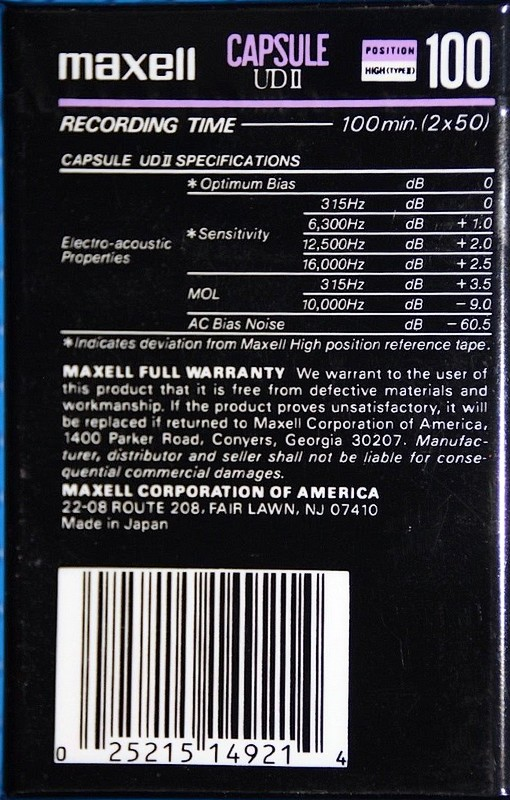 maxell CAPSULE UDII POSITION HIGH (TYPE II) 100
RECORDING TIME 100 min. (2x50)
CAPSULE UDII SPECIFICATIONS
Electro-acoustic Properties
*Optimum Bias dB 0
*Sensitivity 315Hz dB 0
6,300Hz dB +1.0
12,500Hz dB +2.0
16,000Hz dB +2.5
MOL 315Hz dB +3.5
10,000Hz dB -9.0
AC Bias Noise dB -60.5
*Indicates deviation from Maxell High position reference tape.
MAXELL FULL WARRANTY We warrant to the user of
this product that it is free from defective materials and
workmanship. If the product proves unsatisfactory, it will
be replaced if returned to Maxell Corporation of America,
1400 Parker Road, Conyers, Georgia 30207. Manufac-
turer, distributor and seller shall not be liable for conse-
quential commercial damages.
MAXELL CORPORATION OF AMERICA
22-08 ROUTE 208, FAIR LAWN, NJ 07410
Made in Japan
0 25215 14921 4